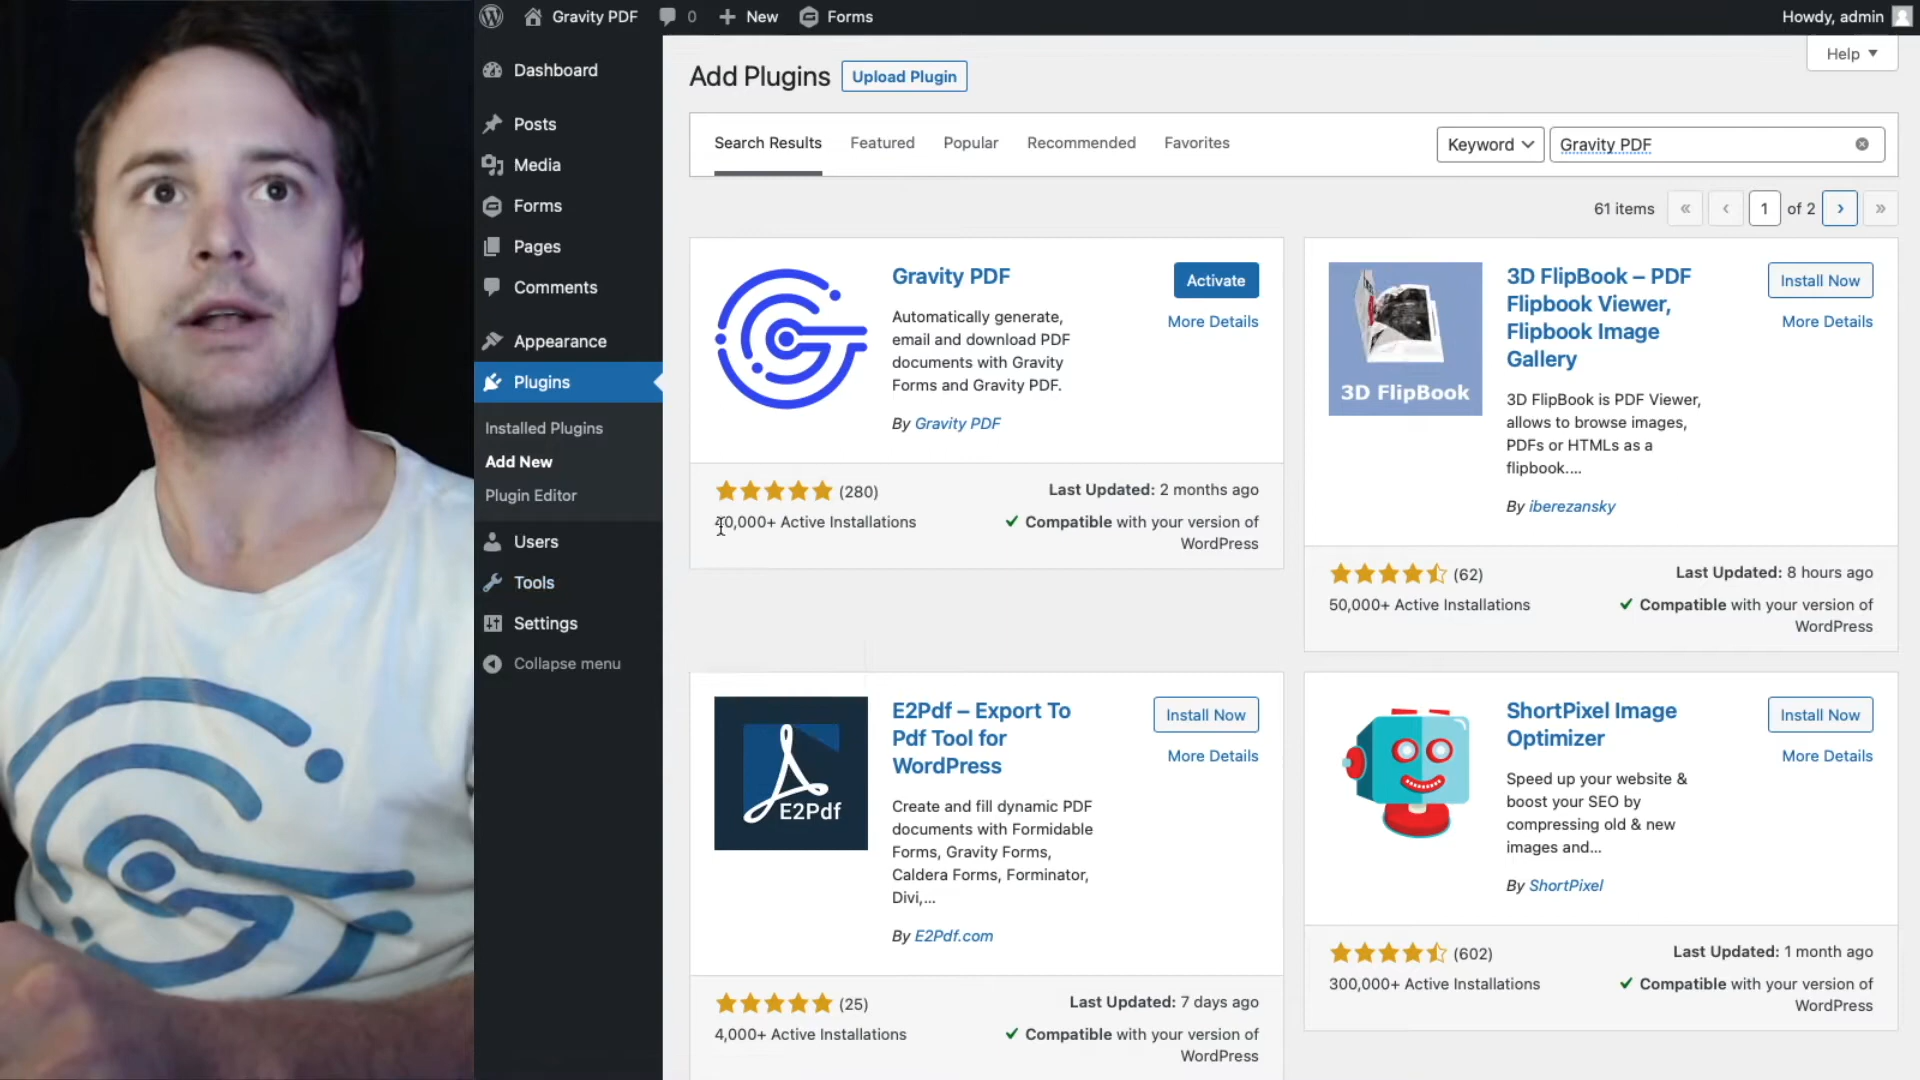 Gravity PDF
0
New
Forms
Howdy, admin
Dashboard
Posts
Media
Forms
Pages
Comments
Appearance
Plugins
Installed Plugins
Add New
Plugin Editor
Users
Tools
Settings
Collapse menu
Help
Add Plugins
Upload Plugin
Search Results
Featured
Popular
Recommended
Favorites
Keyword
Gravity PDF
61 items
«
‹
1
of 2
›
»
Gravity PDF
Activate
More Details
Automatically generate,
email and download PDF
documents with Gravity
Forms and Gravity PDF.
By Gravity PDF
(280)
Last Updated: 2 months ago
Active Installations
Compatible with your version of
WordPress
3D FlipBook
3D FlipBook – PDF
Flipbook Viewer,
Flipbook Image
Gallery
Install Now
More Details
3D FlipBook is PDF Viewer,
allows to browse images,
PDFs or HTMLs as a
flipbook....
By iberezansky
(62)
Last Updated: 8 hours ago
50,000+ Active Installations
Compatible with your version of
WordPress
E2Pdf
E2Pdf – Export To
Pdf Tool for
WordPress
Install Now
More Details
Create and fill dynamic PDF
documents with Formidable
Forms, Gravity Forms,
Caldera Forms, Forminator,
Divi,...
By E2Pdf.com
(25)
Last Updated: 7 days ago
4,000+ Active Installations
Compatible with your version of
WordPress
ShortPixel Image
Optimizer
Install Now
More Details
Speed up your website &
boost your SEO by
compressing old & new
images and...
By ShortPixel
(602)
Last Updated: 1 month ago
300,000+ Active Installations
Compatible with your version of
WordPress